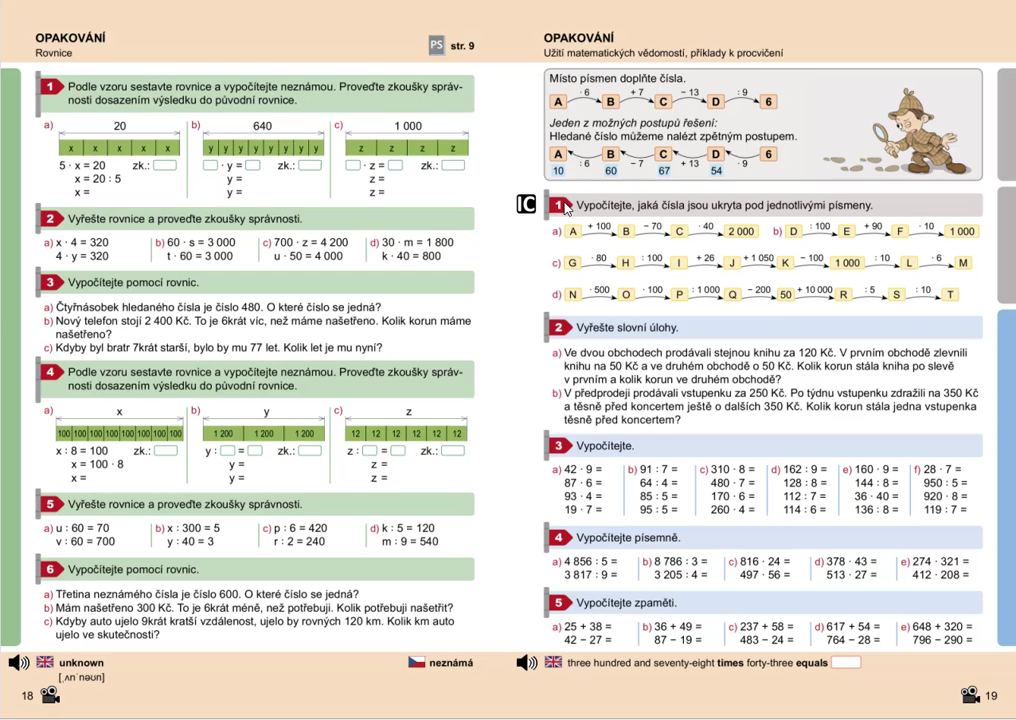 OPAKOVÁNÍ
Rovnice
PS str. 9
1 Podle vzoru sestavte rovnice a vypočítejte neznámou. Proveďte zkoušky správ-
nosti dosazením výsledku do původní rovnice.
a) 20 b) 640 c) 1 000
x x x x x y y y y y y y y z z z z
5 · x = 20 zk.: · y = zk.: · z = zk.:
x = 20 : 5 y = z =
x = y = z =
2 Vyřešte rovnice a proveďte zkoušky správnosti.
a) x · 4 = 320 b) 60 · s = 3 000 c) 700 · z = 4 200 d) 30 · m = 1 800
4 · y = 320 t · 60 = 3 000 u · 50 = 4 000 k · 40 = 800
3 Vypočítejte pomocí rovnic.
a) Čtyřnásobek hledaného čísla je číslo 480. O které číslo se jedná?
b) Nový telefon stojí 2 400 Kč. To je 6krát víc, než máme našetřeno. Kolik korun máme
našetřeno?
c) Kdyby byl bratr 7krát starší, bylo by mu 77 let. Kolik let je mu nyní?
4 Podle vzoru sestavte rovnice a vypočítejte neznámou. Proveďte zkoušky správ-
nosti dosazením výsledku do původní rovnice.
a) x b) y c) z
100 100 100 100 100 100 100 100 1 200 1 200 1 200 12 12 12 12 12 12
x : 8 = 100 zk.: y : = zk.: z : = zk.:
x = 100 · 8 y = z =
x = y = z =
5 Vyřešte rovnice a proveďte zkoušky správnosti.
a) u : 60 = 70 b) x : 300 = 5 c) p : 6 = 420 d) k : 5 = 120
v : 60 = 700 y : 40 = 3 r : 2 = 240 m : 9 = 540
6 Vypočítejte pomocí rovnic.
a) Třetina neznámého čísla je číslo 600. O které číslo se jedná?
b) Mám našetřeno 300 Kč. To je 6krát méně, než potřebuji. Kolik potřebuji našetřit?
c) Kdyby auto ujelo 9krát kratší vzdálenost, ujelo by rovných 120 km. Kolik km auto
ujelo ve skutečnosti?
unknown neznámá
[ˌʌnˈnəʊn]
18
OPAKOVÁNÍ
Užití matematických vědomostí, příklady k procvičení
Místo písmen doplňte čísla.
· 6 + 7 − 13 : 9
A B C D 6
Jeden z možných postupů řešení:
Hledané číslo můžeme nalézt zpětným postupem.
A B C D 6
: 6 − 7 + 13 · 9
10 60 67 54
IC 1 Vypočítejte, jaká čísla jsou ukryta pod jednotlivými písmeny.
a) A + 100 B − 70 C · 40 2 000 b) D : 100 E + 90 F · 10 1 000
c) G · 80 H : 100 I + 26 J + 1 050 K − 100 1 000 : 10 L · 6 M
d) N · 500 O · 100 P : 1 000 Q − 200 50 + 10 000 R : 5 S : 10 T
2 Vyřešte slovní úlohy.
a) Ve dvou obchodech prodávali stejnou knihu za 120 Kč. V prvním obchodě zlevnili
knihu na 50 Kč a ve druhém obchodě o 50 Kč. Kolik korun stála kniha po slevě
v prvním a kolik korun ve druhém obchodě?
b) V předprodeji prodávali vstupenku za 250 Kč. Po týdnu vstupenku zdražili na 350 Kč
a těsně před koncertem ještě o dalších 350 Kč. Kolik korun stála jedna vstupenka
těsně před koncertem?
3 Vypočítejte.
a) 42 · 9 = b) 91 : 7 = c) 310 · 8 = d) 162 : 9 = e) 160 · 9 = f) 28 · 7 =
87 · 6 = 64 : 4 = 480 · 7 = 128 : 8 = 144 : 8 = 950 : 5 =
93 · 4 = 85 : 5 = 170 · 6 = 112 : 7 = 36 · 40 = 920 · 8 =
19 · 7 = 95 : 5 = 260 · 4 = 114 : 6 = 136 : 8 = 119 : 7 =
4 Vypočítejte písemně.
a) 4 856 : 5 = b) 8 786 : 3 = c) 816 · 24 = d) 378 · 43 = e) 274 · 321 =
3 817 : 9 = 3 205 : 4 = 497 · 56 = 513 · 27 = 412 · 208 =
5 Vypočítejte zpaměti.
a) 25 + 38 = b) 36 + 49 = c) 237 + 58 = d) 617 + 54 = e) 648 + 320 =
42 − 27 = 87 − 19 = 483 − 24 = 764 − 28 = 796 − 290 =
three hundred and seventy-eight times forty-three equals
19